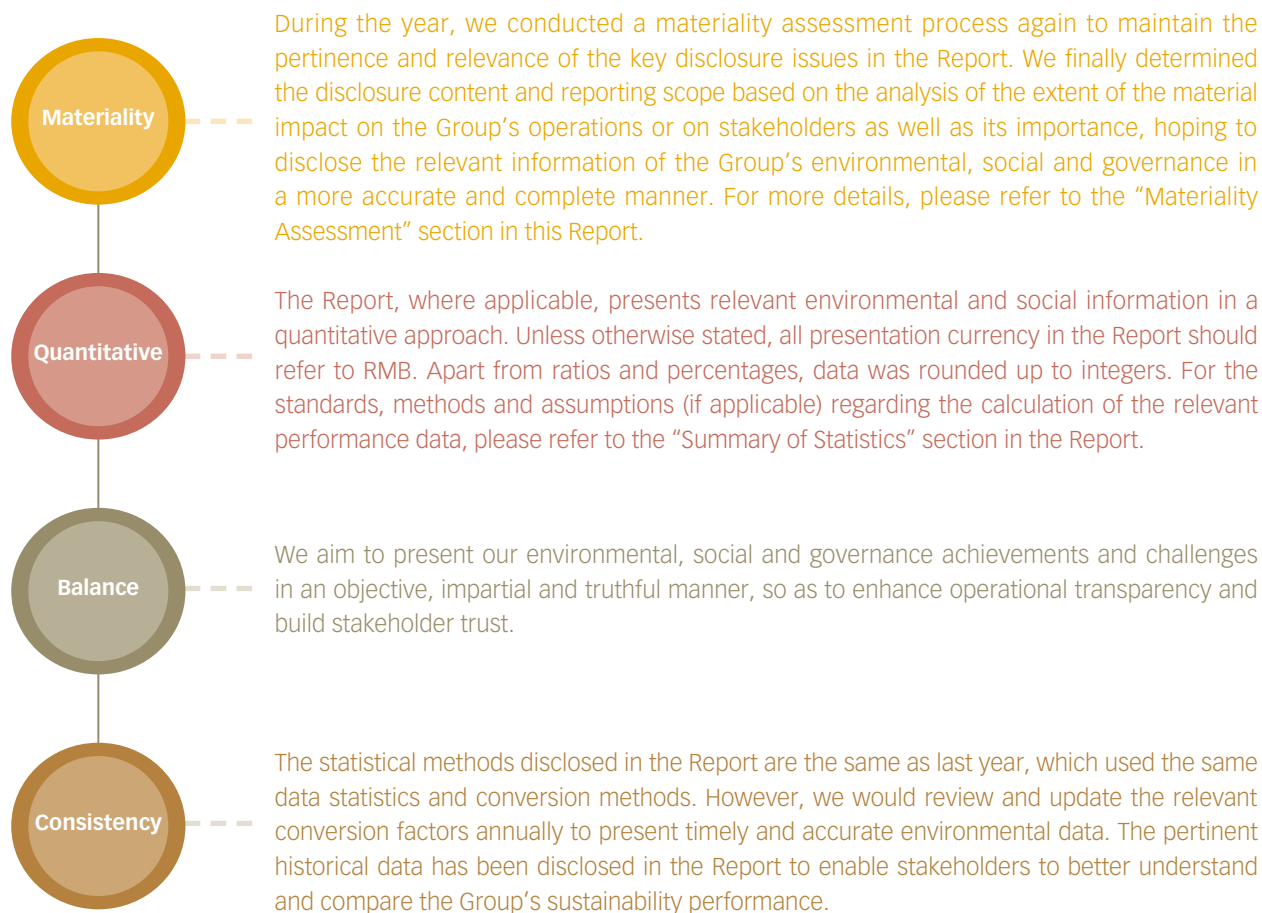 Materiality
During the year, we conducted a materiality assessment process again to maintain the
pertinence and relevance of the key disclosure issues in the Report. We finally determined
the disclosure content and reporting scope based on the analysis of the extent of the material
impact on the Group's operations or on stakeholders as well as its importance, hoping to
disclose the relevant information of the Group's environmental, social and governance in
a more accurate and complete manner. For more details, please refer to the “Materiality
Assessment” section in this Report.
Quantitative
The Report, where applicable, presents relevant environmental and social information in a
quantitative approach. Unless otherwise stated, all presentation currency in the Report should
refer to RMB. Apart from ratios and percentages, data was rounded up to integers. For the
standards, methods and assumptions (if applicable) regarding the calculation of the relevant
performance data, please refer to the “Summary of Statistics” section in the Report.
Balance
We aim to present our environmental, social and governance achievements and challenges
in an objective, impartial and truthful manner, so as to enhance operational transparency and
build stakeholder trust.
Consistency
The statistical methods disclosed in the Report are the same as last year, which used the same
data statistics and conversion methods. However, we would review and update the relevant
conversion factors annually to present timely and accurate environmental data. The pertinent
historical data has been disclosed in the Report to enable stakeholders to better understand
and compare the Group's sustainability performance.